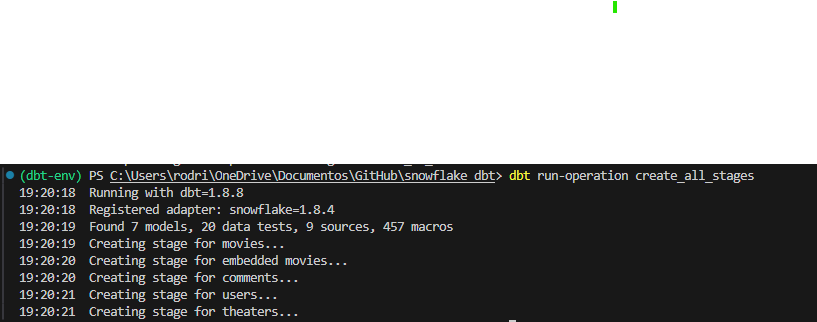 (dbt-env) PS C:\Users\rodri\OneDrive\Documentos\GitHub\snowflake_dbt> dbt run-operation create_all_stages
19:20:18 Running with dbt=1.8.8
19:20:18 Registered adapter: snowflake=1.8.4
19:20:19 Found 7 models, 20 data tests, 9 sources, 457 macros
19:20:19 Creating stage for movies...
19:20:20 Creating stage for embedded movies...
19:20:20 Creating stage for comments...
19:20:21 Creating stage for users...
19:20:21 Creating stage for theaters...